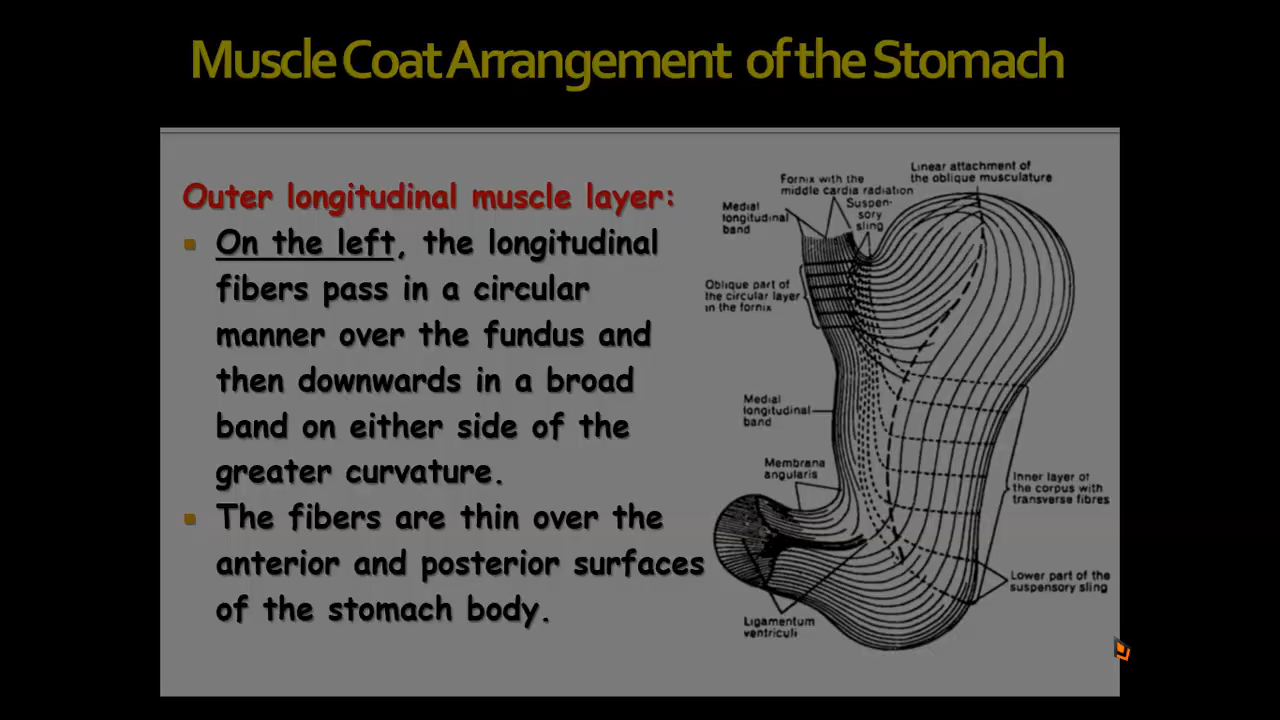 Muscle Coat Arrangement of the Stomach
Outer longitudinal muscle layer:
On the left, the longitudinal
fibers pass in a circular
manner over the fundus and
then downwards in a broad
band on either side of the
greater curvature.
The fibers are thin over the
anterior and posterior surfaces
of the stomach body.
Linear attachment of
the oblique musculature
Fornix with the
middle cardia radiation
Suspen-
sory
sling
Medial
longitudinal
band
Oblique part of
the circular layer
in the fornix
Medial
longitudinal
band
Membrana
angularis
Inner layer of
the corpus with
transverse fibres
Lower part of the
suspensory sling
Ligamentum
ventriculi